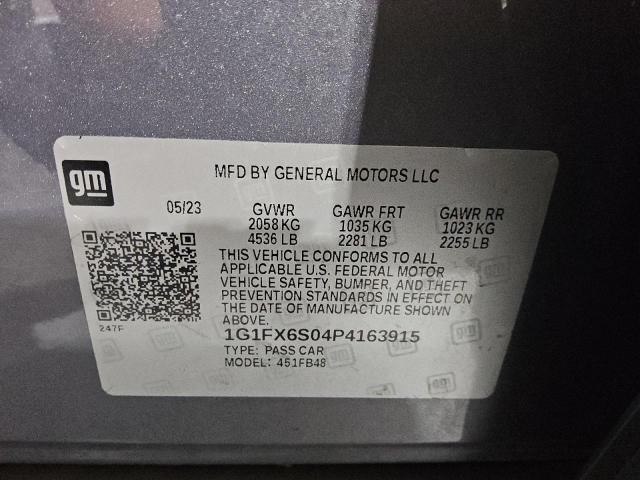 gm
MFD BY GENERAL MOTORS LLC
05/23 GVWR GAWR FRT GAWR RR
2058 KG 1035 KG 1023 KG
4536 LB 2281 LB 2255 LB
THIS VEHICLE CONFORMS TO ALL
APPLICABLE U.S. FEDERAL MOTOR
VEHICLE SAFETY, BUMPER, AND THEFT
PREVENTION STANDARDS IN EFFECT ON
THE DATE OF MANUFACTURE SHOWN
ABOVE.
247F
1G1FX6S04P4163915
TYPE: PASS CAR
MODEL: 451FB48